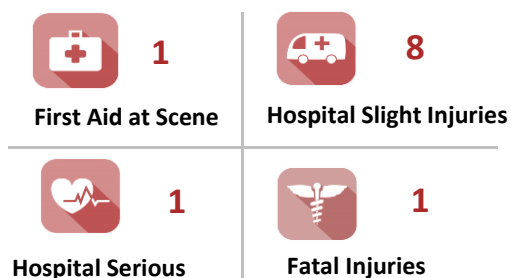 1
First Aid at Scene
8
Hospital Slight Injuries
1
Hospital Serious
1
Fatal Injuries